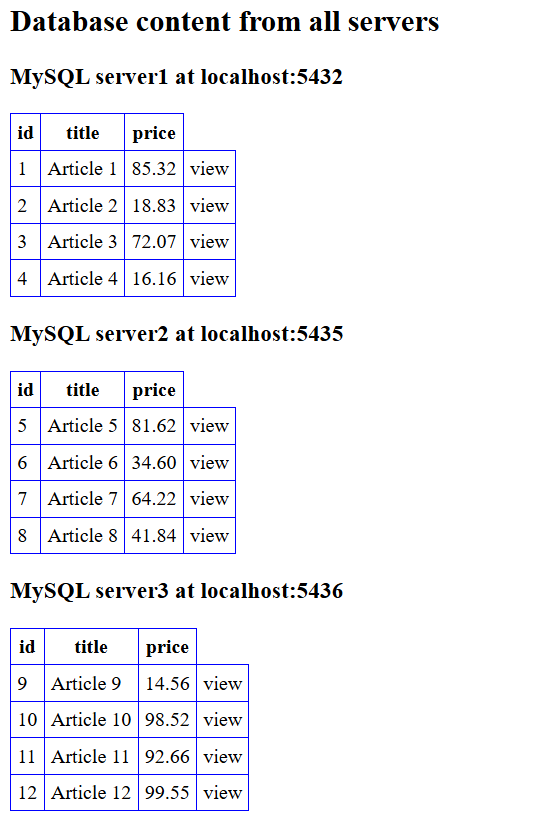 Database content from all servers
MySQL server1 at localhost:5432
id title price
1 Article 1 85.32 view
2 Article 2 18.83 view
3 Article 3 72.07 view
4 Article 4 16.16 view
MySQL server2 at localhost:5435
id title price
5 Article 5 81.62 view
6 Article 6 34.60 view
7 Article 7 64.22 view
8 Article 8 41.84 view
MySQL server3 at localhost:5436
id title price
9 Article 9 14.56 view
10 Article 10 98.52 view
11 Article 11 92.66 view
12 Article 12 99.55 view